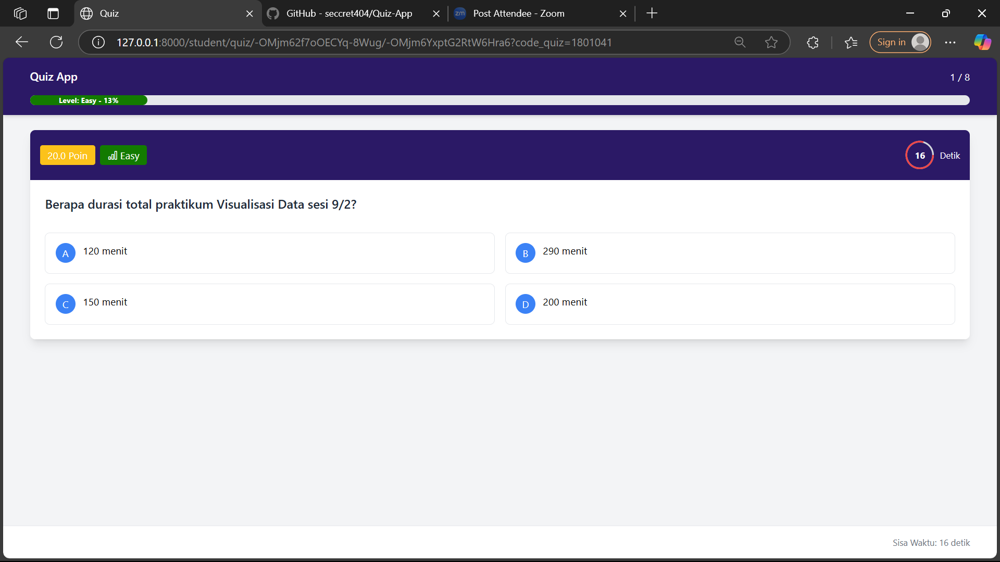 Quiz
GitHub - seccret404/Quiz-App
zm
Post Attendee - Zoom
127.0.0.1:8000/student/quiz/-OMjm62f7oOECYq-8Wug/-OMjm6YxptG2RtW6Hra6?code_quiz=1801041
Sign in
Quiz App
1 / 8
Level: Easy - 13%
20.0 Poin
Easy
16
Detik
Berapa durasi total praktikum Visualisasi Data sesi 9/2?
A 120 menit
B 290 menit
C 150 menit
D 200 menit
Sisa Waktu: 16 detik